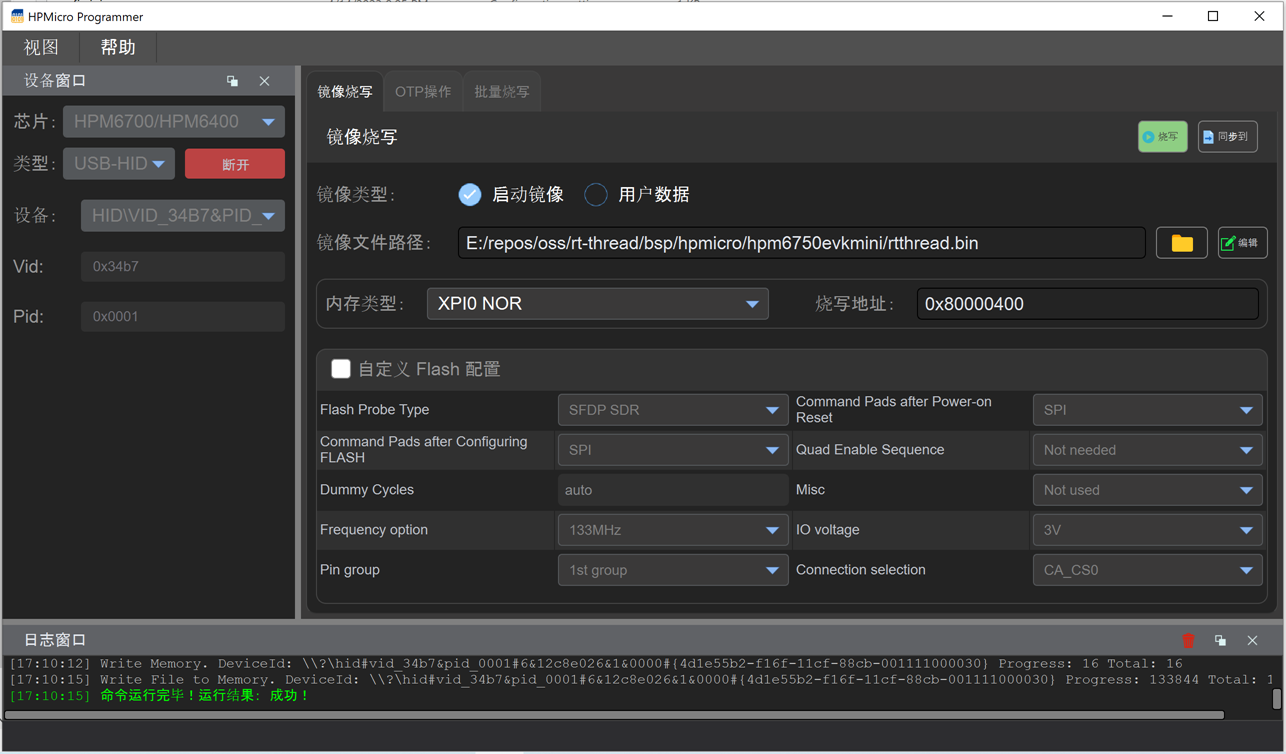 HPMicro Programmer
视图 帮助
设备窗口
芯片: HPM6700/HPM6400
类型: USB-HID 断开
设备: HID\VID_34B7&PID_
Vid: 0x34b7
Pid: 0x0001
镜像烧写 OTP操作 批量烧写
镜像烧写 烧写 同步到
镜像类型: 启动镜像 用户数据
镜像文件路径: E:/repos/oss/rt-thread/bsp/hpmicro/hpm6750evkmini/rtthread.bin 编辑
内存类型: XPI0 NOR 烧写地址: 0x80000400
自定义 Flash 配置
Flash Probe Type SFDP SDR Command Pads after Power-on Reset SPI
Command Pads after Configuring FLASH SPI Quad Enable Sequence Not needed
Dummy Cycles auto Misc Not used
Frequency option 133MHz IO voltage 3V
Pin group 1st group Connection selection CA_CS0
日志窗口
[17:10:12] Write Memory. DeviceId: \\?\hid#vid_34b7&pid_0001#6&12c8e026&1&0000#{4d1e55b2-f16f-11cf-88cb-001111000030} Progress: 16 Total: 16
[17:10:15] Write File to Memory. DeviceId: \\?\hid#vid_34b7&pid_0001#6&12c8e026&1&0000#{4d1e55b2-f16f-11cf-88cb-001111000030} Progress: 133844 Total: 1
[17:10:15] 命令运行完毕！运行结果: 成功！